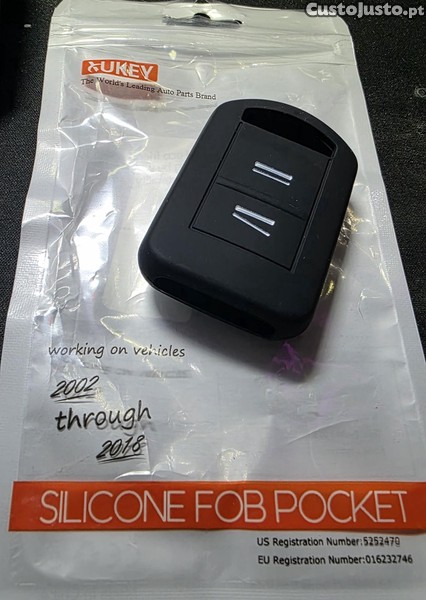 CustoJusto.pt
XUKEY
The World's Leading Auto Parts Brand
working on vehicles
2002
through
2018
SILICONE FOB POCKET
US Registration Number:5252470
EU Registration Number:016232746